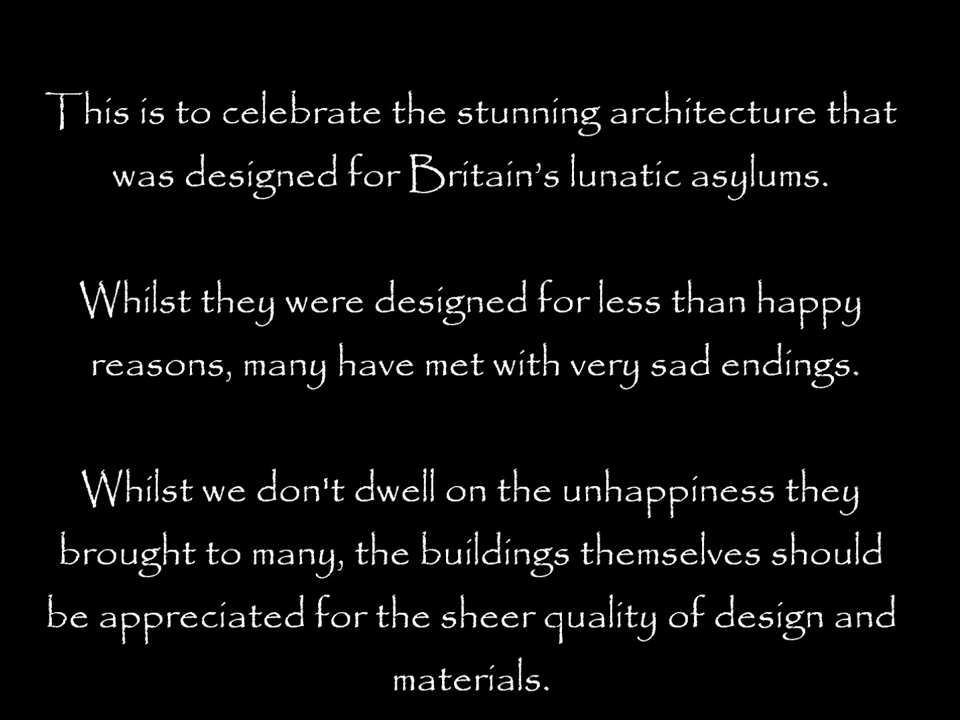 This is to celebrate the stunning architecture that
was designed for Britain’s lunatic asylums.
Whilst they were designed for less than happy
reasons, many have met with very sad endings.
Whilst we don't dwell on the unhappiness they
brought to many, the buildings themselves should
be appreciated for the sheer quality of design and
materials.